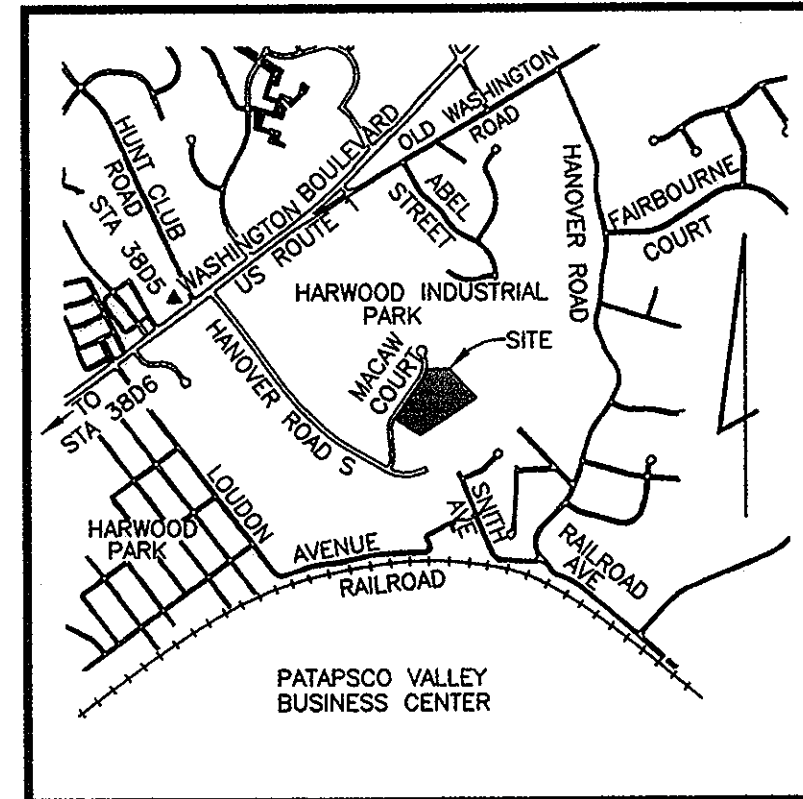 HUNT CLUB
ROAD
STA 38D5
WASHINGTON BOULEVARD
US ROUTE
OLD WASHINGTON
ROAD
ABEL
STREET
HANOVER ROAD
FAIRBOURNE
COURT
HARWOOD INDUSTRIAL
PARK
SITE
MACAW
COURT
HANOVER ROAD S
TO
STA 38D6
LOUDON
AVENUE
HARWOOD
PARK
SNITH
AVE
RAILROAD
AVE
RAILROAD
PATAPSCO VALLEY
BUSINESS CENTER